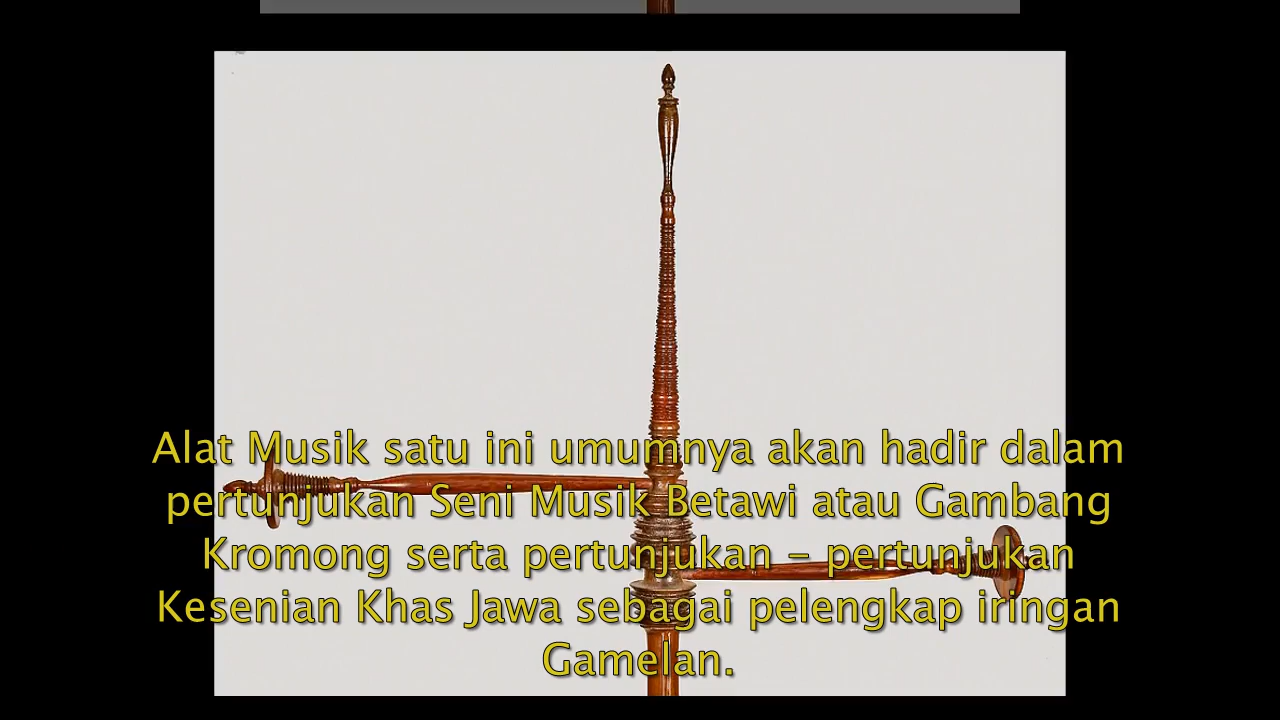 Alat Musik satu ini umumnya akan hadir dalam
pertunjukan Seni Musik Betawi atau Gambang
Kromong serta pertunjukan - pertunjukan
Kesenian Khas Jawa sebagai pelengkap iringan
Gamelan.